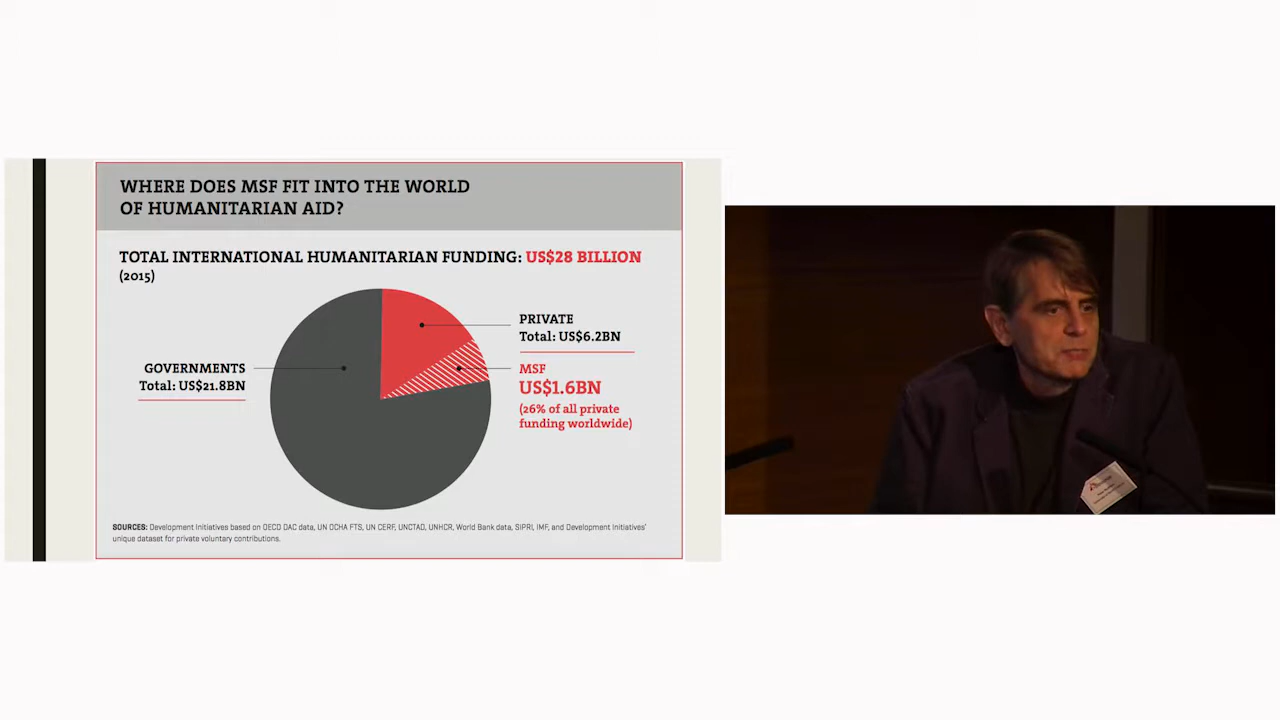 WHERE DOES MSF FIT INTO THE WORLD
OF HUMANITARIAN AID?
TOTAL INTERNATIONAL HUMANITARIAN FUNDING: US$28 BILLION
(2015)
PRIVATE
Total: US$6.2BN
GOVERNMENTS
Total: US$21.8BN
MSF
US$1.6BN
(26% of all private
funding worldwide)
SOURCES: Development Initiatives based on OECD DAC data, UN OCHA FTS, UN CERF, UNCTAD, UNHCR, World Bank data, SIPRI, IMF, and Development Initiatives'
unique dataset for private voluntary contributions.